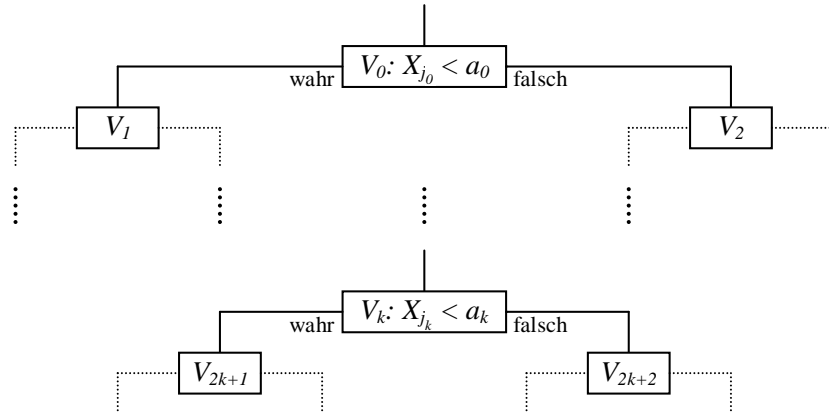 V₀: X_{j₀} < a₀
wahr
falsch
V₁
V₂
V_k: X_{j_k} < a_k
wahr
falsch
V_{2k+1}
V_{2k+2}